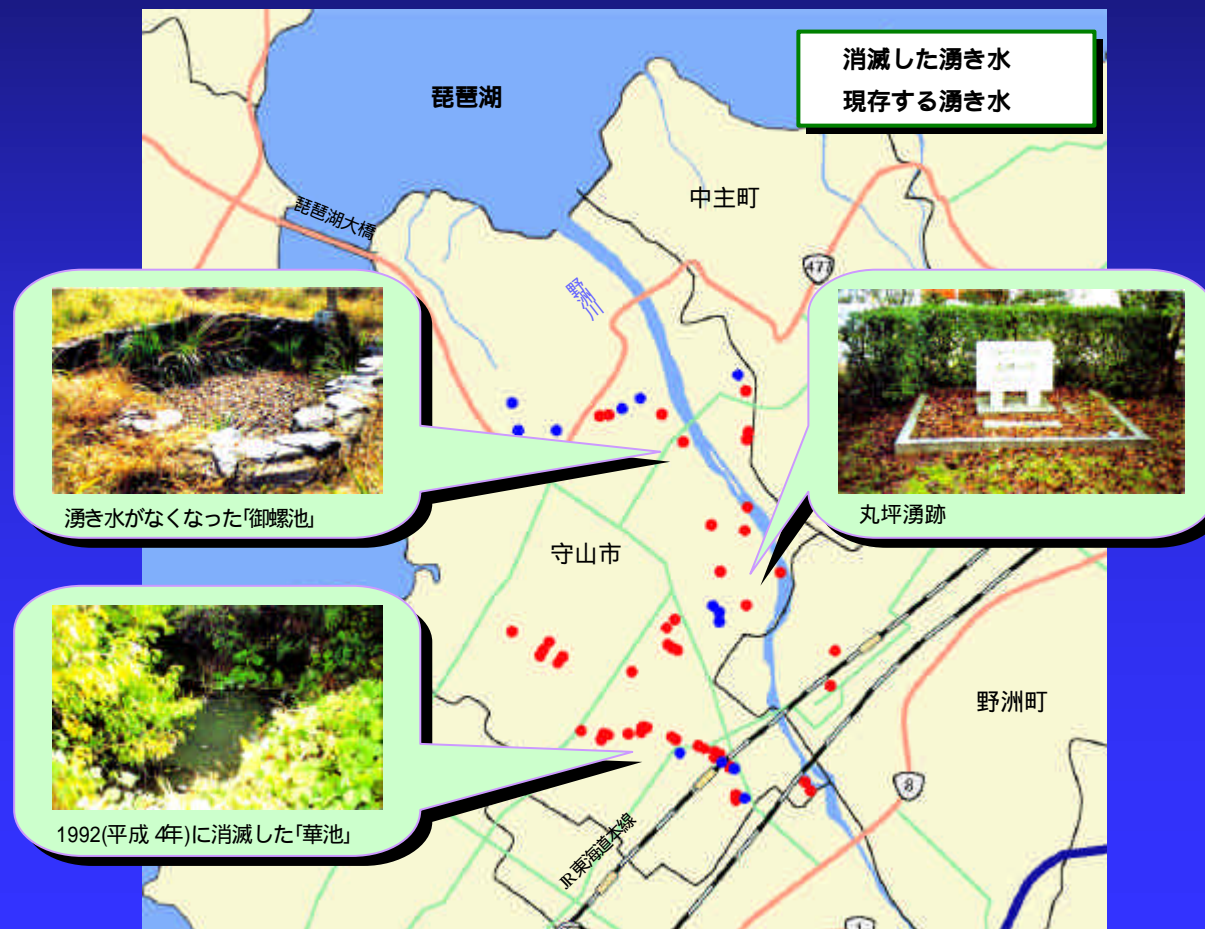 消滅した湧き水
現存する湧き水
琵琶湖
中主町
琵琶湖大橋
477
野洲川
湧き水がなくなった「御螺池」
丸坪湧跡
守山市
野洲町
8
1992(平成 4年)に消滅した「華池」
JR東海道本線
1